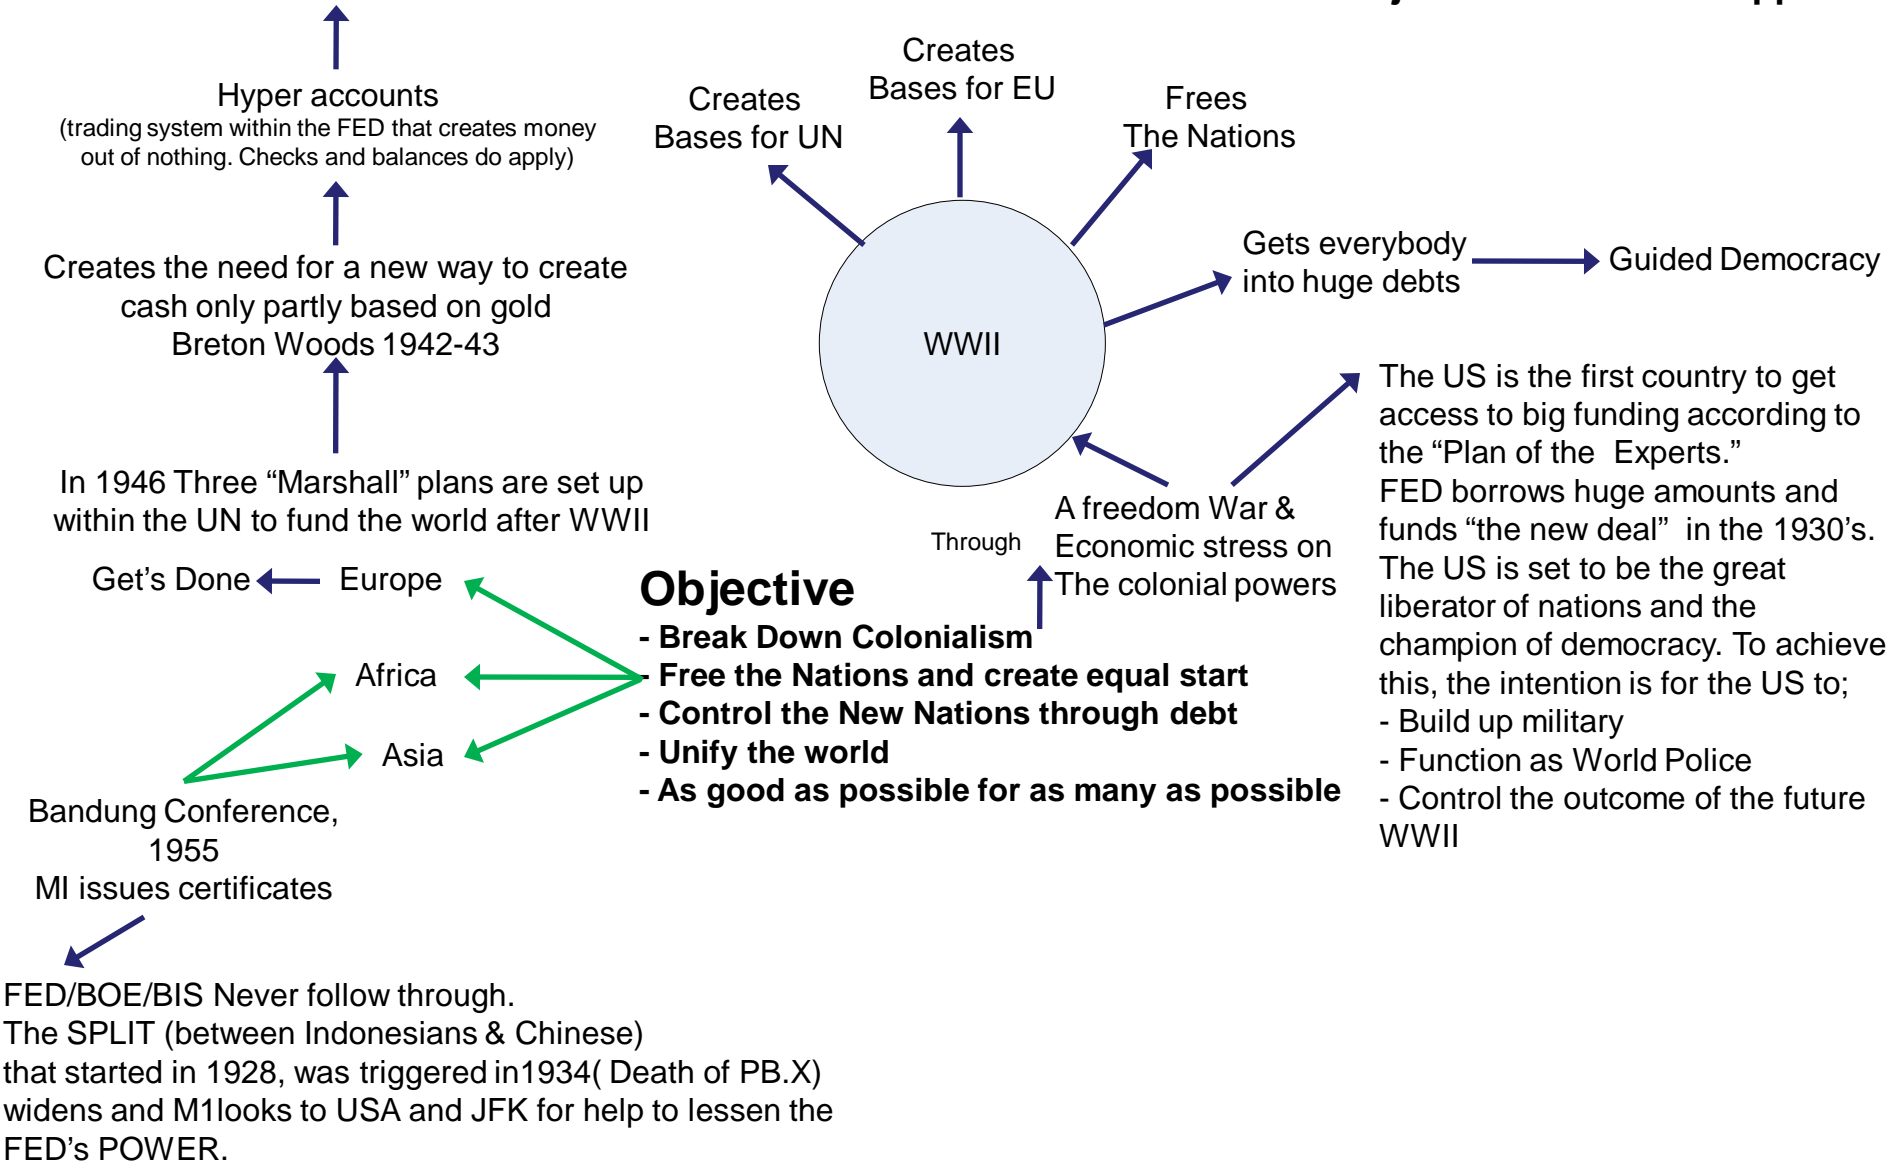 Hyper accounts
(trading system within the FED that creates money
out of nothing. Checks and balances do apply)
Creates the need for a new way to create
cash only partly based on gold
Breton Woods 1942-43
In 1946 Three “Marshall” plans are set up
within the UN to fund the world after WWII
Get's Done
Europe
Africa
Asia
Bandung Conference,
1955
MI issues certificates
FED/BOE/BIS Never follow through.
The SPLIT (between Indonesians & Chinese)
that started in 1928, was triggered in1934( Death of PB.X)
widens and M1looks to USA and JFK for help to lessen the
FED's POWER.
Creates
Bases for UN
Creates
Bases for EU
Frees
The Nations
WWII
Gets everybody
into huge debts
Guided Democracy
Through
A freedom War &
Economic stress on
The colonial powers
Objective
- Break Down Colonialism
- Free the Nations and create equal start
- Control the New Nations through debt
- Unify the world
- As good as possible for as many as possible
The US is the first country to get
access to big funding according to
the “Plan of the Experts.”
FED borrows huge amounts and
funds “the new deal” in the 1930's.
The US is set to be the great
liberator of nations and the
champion of democracy. To achieve
this, the intention is for the US to;
- Build up military
- Function as World Police
- Control the outcome of the future
WWII